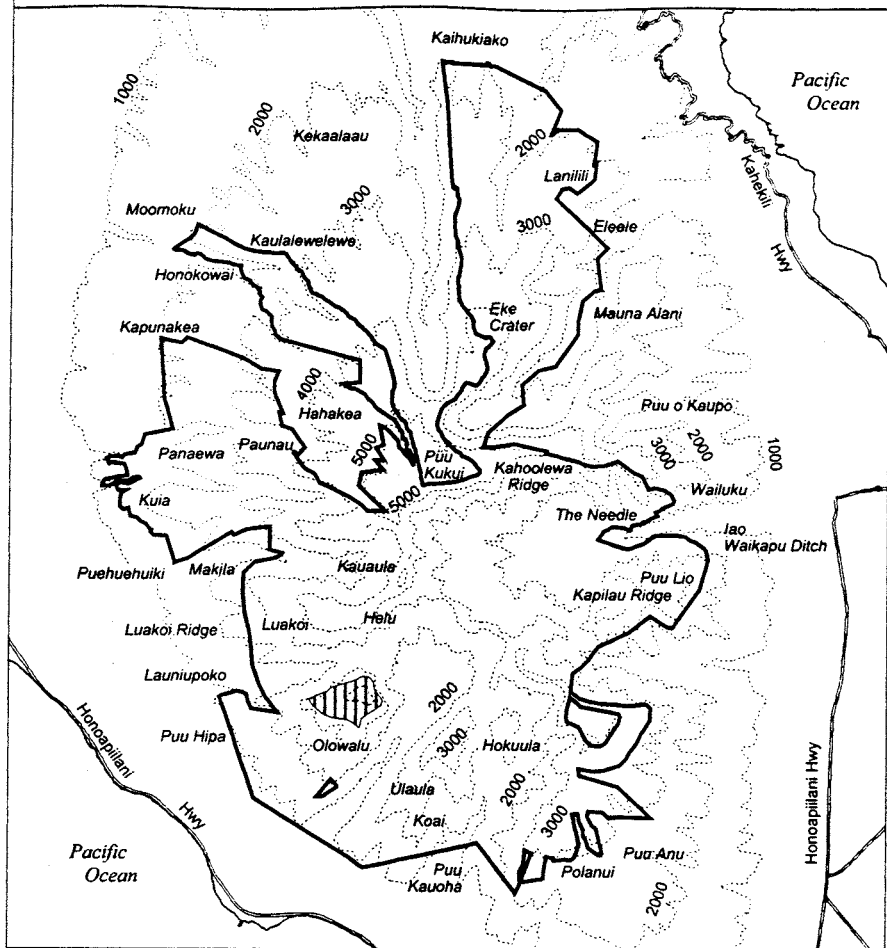 Kaihukiako
Pacific
Ocean
1000
2000
Kekaalaau
2000
Lanilili
Kahekili
Hwy
3000
Moomoku
Kaulalewelewe
3000
Eleele
Honokowai
Kapunakea
Eke
Crater
Mauna Alani
4000
Hahakea
Puu o Kaupo
3000
2000
1000
Panaewa
Paunau
5000
Puu
Kukui
Kahoolewa
Ridge
Wailuku
Kuia
5000
The Needle
Iao
Waikapu Ditch
Puehuehuiki
Makila
Kauaula
Puu Lio
Kapilau Ridge
Luakoi Ridge
Luakoi
Helu
Launiupoko
2000
Puu Hipa
Olowalu
3000
Hokuula
Honoapiilani
Hwy
Ulaula
2000
Honoapiilani Hwy
Koai
3000
Pacific
Ocean
Puu
Kauoha
Polanui
Puu Anu
2000